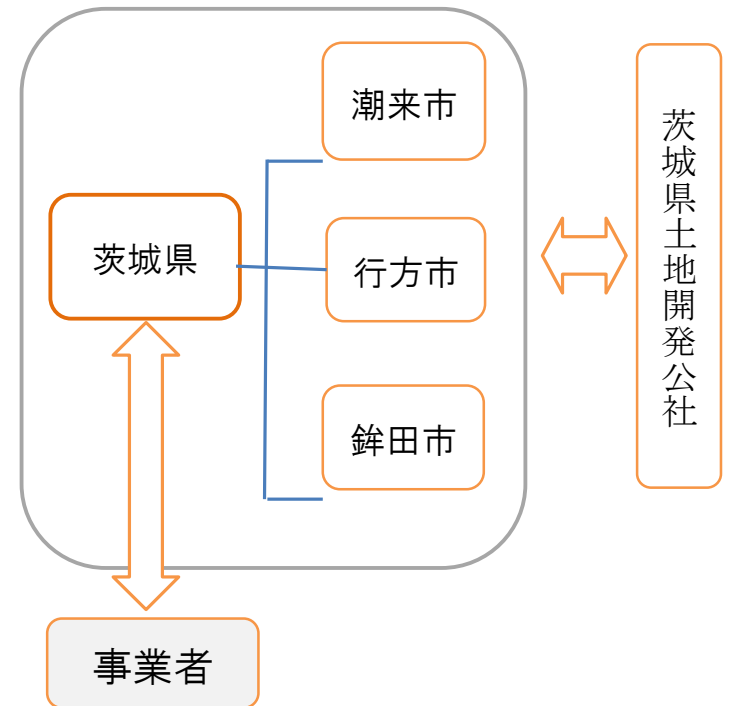 潮来市
茨城県
行方市
鉾田市
茨城県土地開発公社
事業者